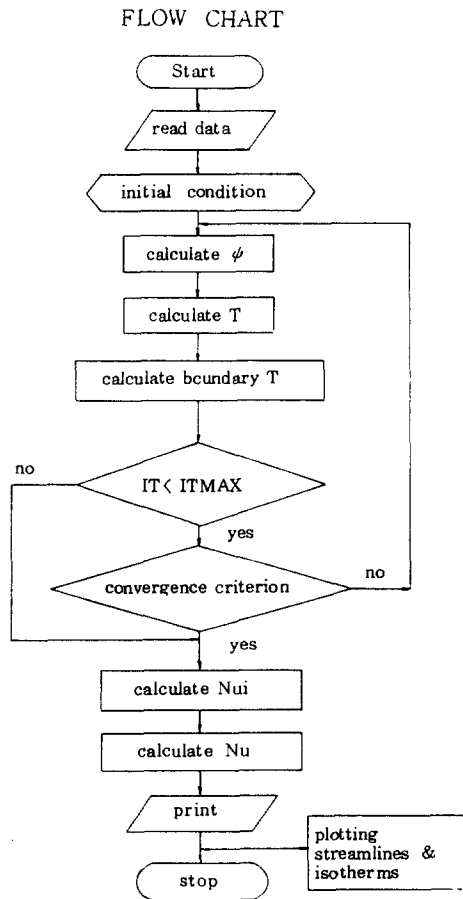 FLOW CHART
Start
read data
initial condition
calculate ψ
calculate T
calculate boundary T
no
IT< ITMAX
yes
convergence criterion
no
yes
calculate Nui
calculate Nu
print
plotting
streamlines &
isotherms
stop